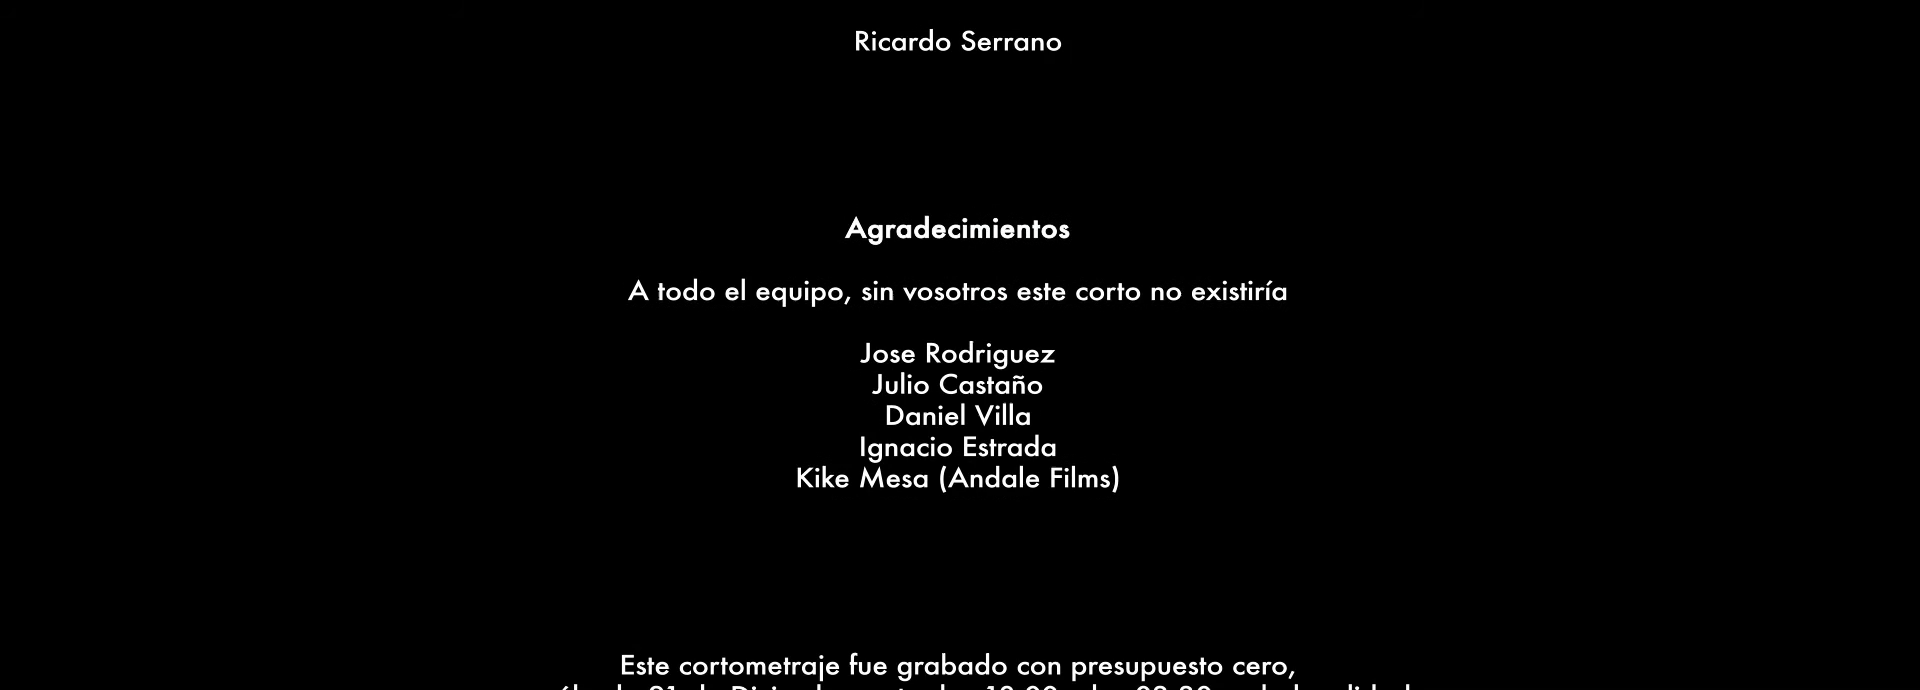 Ricardo Serrano
Agradecimientos
A todo el equipo, sin vosotros este corto no existiría
Jose Rodriguez
Julio Castaño
Daniel Villa
Ignacio Estrada
Kike Mesa (Andale Films)
Este cortometraje fue grabado con presupuesto cero,